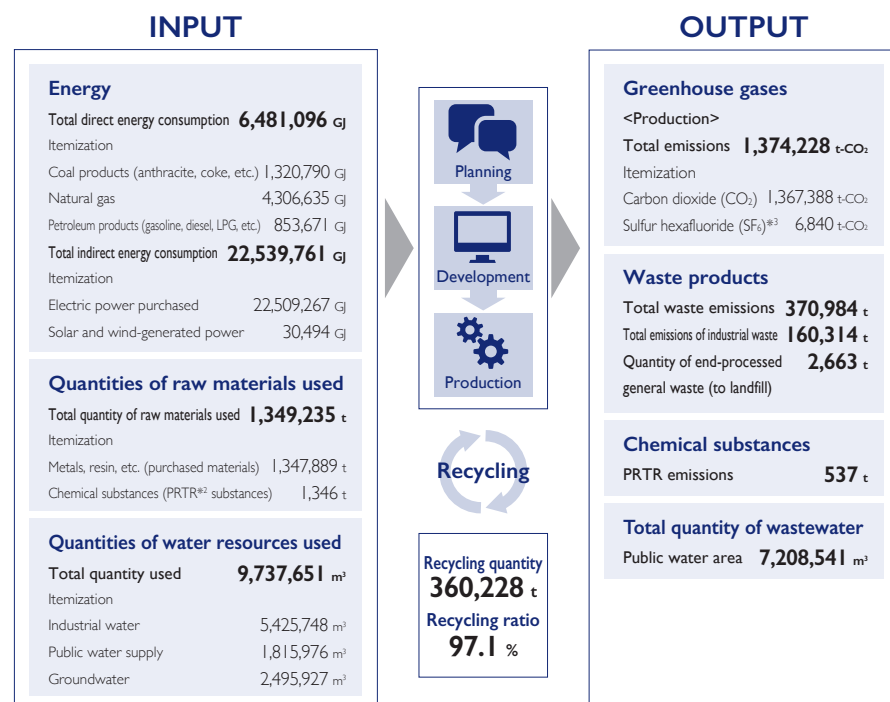 INPUT
Energy
Total direct energy consumption 6,481,096 GJ
Itemization
Coal products (anthracite, coke, etc.) 1,320,790 GJ
Natural gas 4,306,635 GJ
Petroleum products (gasoline, diesel, LPG, etc.) 853,671 GJ
Total indirect energy consumption 22,539,761 GJ
Itemization
Electric power purchased 22,509,267 GJ
Solar and wind-generated power 30,494 GJ
Quantities of raw materials used
Total quantity of raw materials used 1,349,235 t
Itemization
Metals, resin, etc. (purchased materials) 1,347,889 t
Chemical substances (PRTR※2 substances) 1,346 t
Quantities of water resources used
Total quantity used 9,737,651 m³
Itemization
Industrial water 5,425,748 m³
Public water supply 1,815,976 m³
Groundwater 2,495,927 m³
Planning
Development
Production
Recycling
Recycling quantity
360,228 t
Recycling ratio
97.1 %
OUTPUT
Greenhouse gases
<Production>
Total emissions 1,374,228 t-CO₂
Itemization
Carbon dioxide (CO₂) 1,367,388 t-CO₂
Sulfur hexafluoride (SF₆)※3 6,840 t-CO₂
Waste products
Total waste emissions 370,984 t
Total emissions of industrial waste 160,314 t
Quantity of end-processed 2,663 t
general waste (to landfill)
Chemical substances
PRTR emissions 537 t
Total quantity of wastewater
Public water area 7,208,541 m³